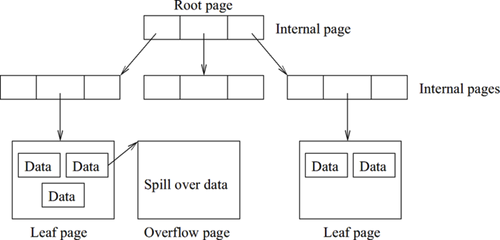 Root page
Internal page
Internal pages
Data
Data
Data
Spill over data
Data
Data
Leaf page
Overflow page
Leaf page